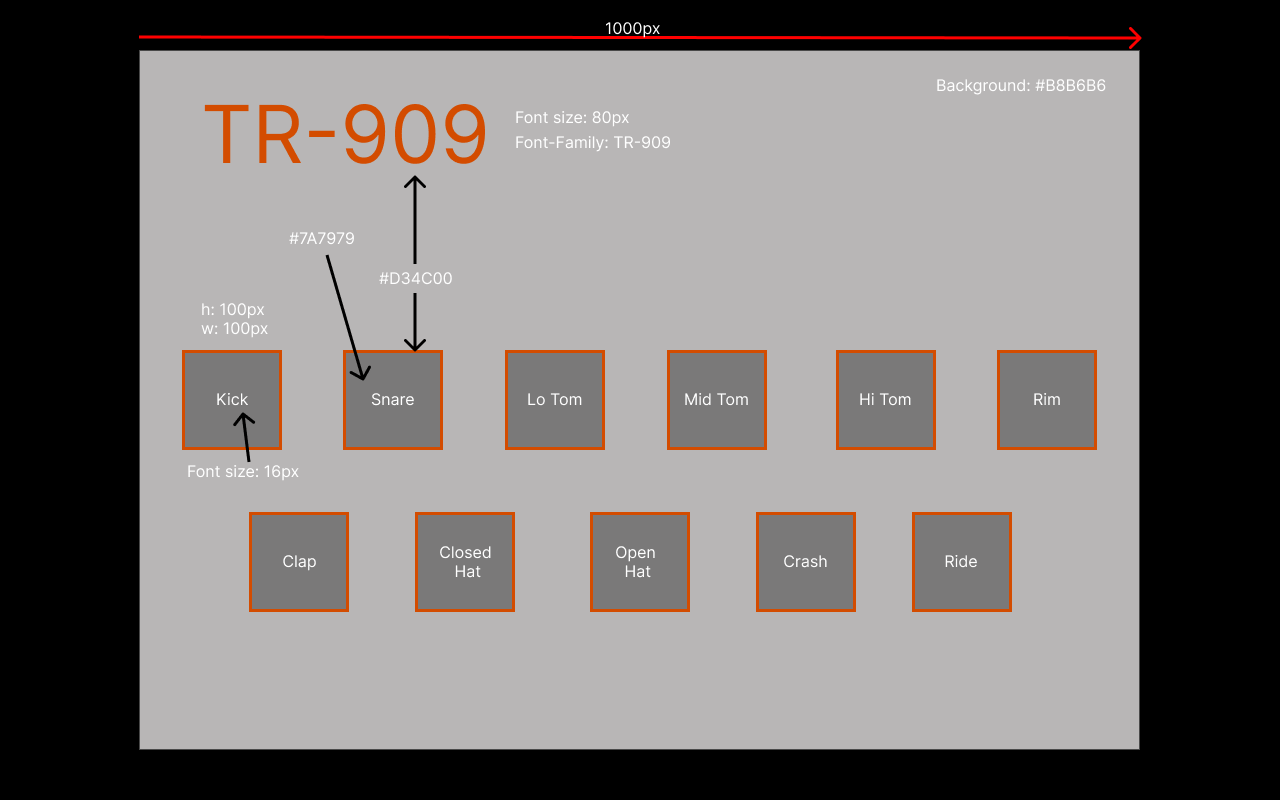 1000px
Background: #B8B6B6
TR-909
Font size: 80px
Font-Family: TR-909
#7A7979
#D34C00
h: 100px
w: 100px
Kick
Snare
Lo Tom
Mid Tom
Hi Tom
Rim
Font size: 16px
Clap
Closed
Hat
Open
Hat
Crash
Ride